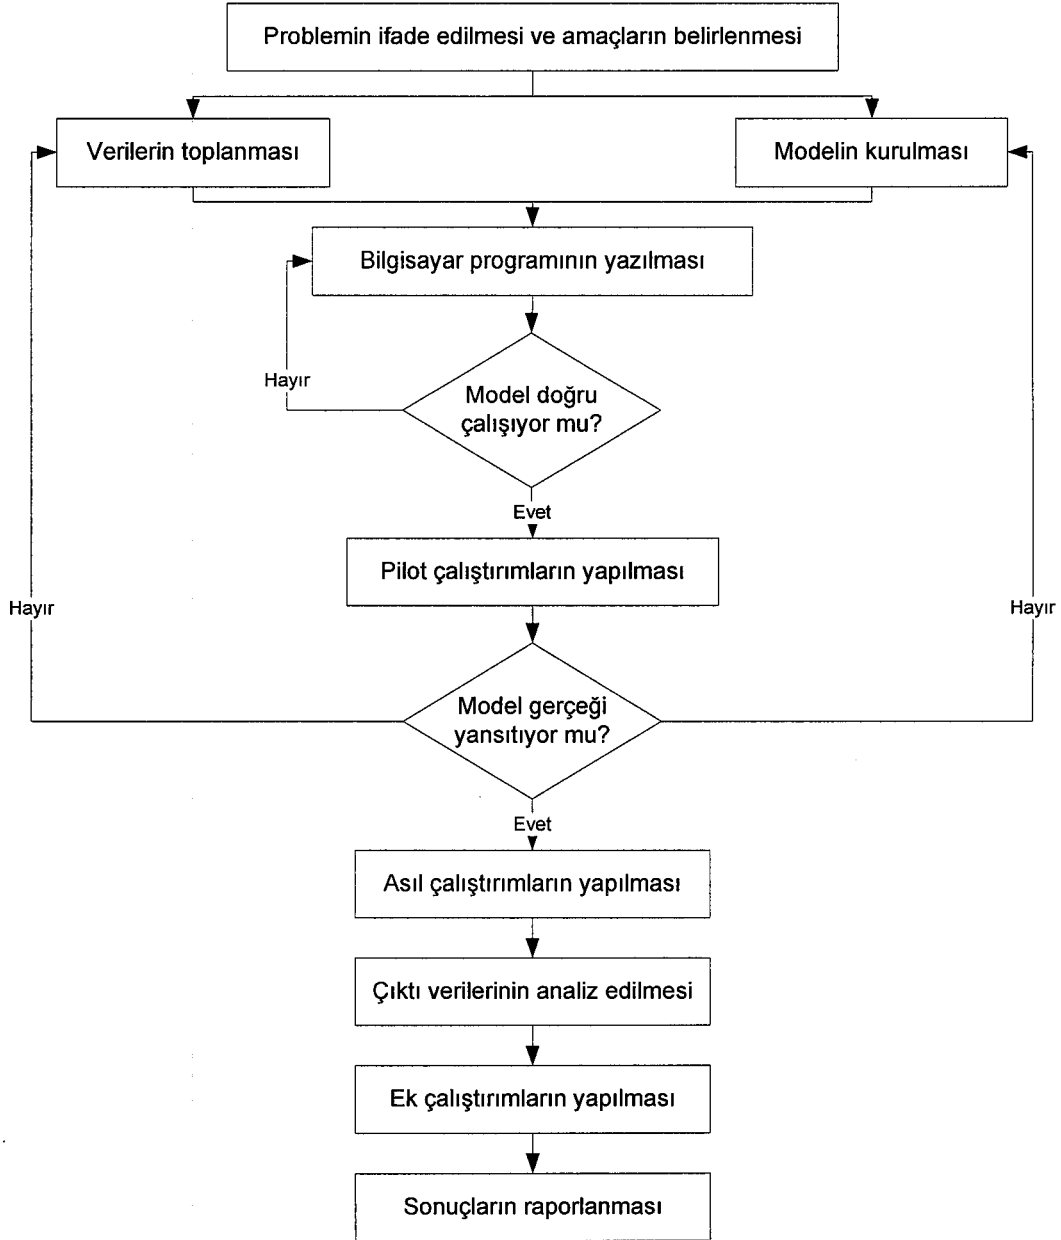 Problemin ifade edilmesi ve amaçların belirlenmesi
Verilerin toplanması
Modelin kurulması
Bilgisayar programının yazılması
Hayır
Model doğru
çalışıyor mu?
Evet
Pilot çalıştırımların yapılması
Hayır
Hayır
Model gerçeği
yansıtıyor mu?
Evet
Asıl çalıştırımların yapılması
Çıktı verilerinin analiz edilmesi
Ek çalıştırımların yapılması
Sonuçların raporlanması